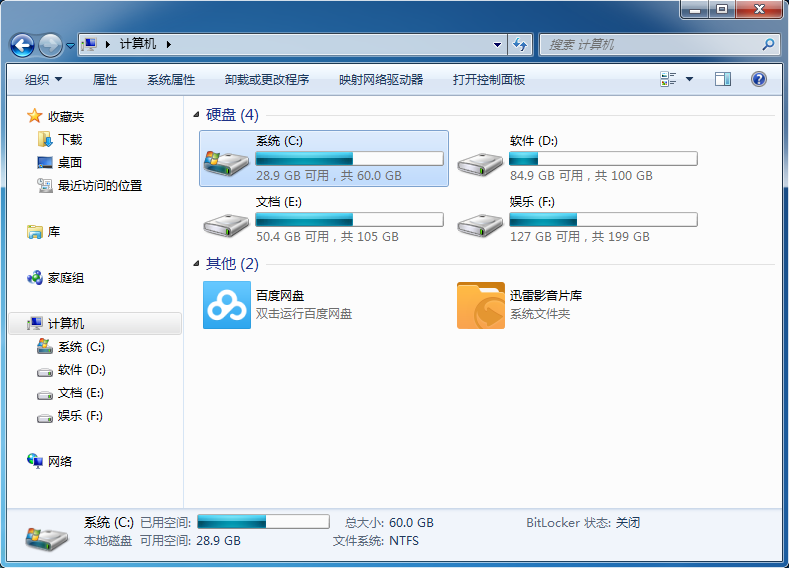 计算机
搜索 计算机
组织 属性 系统属性 卸载或更改程序 映射网络驱动器 打开控制面板
收藏夹
下载
桌面
最近访问的位置
库
家庭组
计算机
系统 (C:)
软件 (D:)
文档 (E:)
娱乐 (F:)
网络
硬盘 (4)
系统 (C:)
28.9 GB 可用，共 60.0 GB
软件 (D:)
84.9 GB 可用，共 100 GB
文档 (E:)
50.4 GB 可用，共 105 GB
娱乐 (F:)
127 GB 可用，共 199 GB
其他 (2)
百度网盘
双击运行百度网盘
迅雷影音片库
系统文件夹
系统 (C:) 已用空间: 总大小: 60.0 GB BitLocker 状态: 关闭
本地磁盘 可用空间: 28.9 GB 文件系统: NTFS